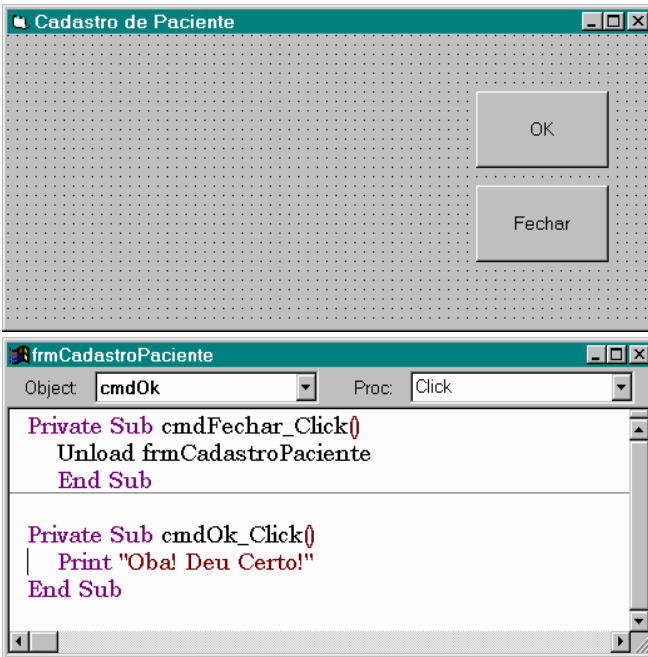 Cadastro de Paciente
OK
Fechar
frmCadastroPaciente
Object: cmdOk Proc: Click
Private Sub cmdFechar_Click()
Unload frmCadastroPaciente
End Sub
Private Sub cmdOk_Click()
Print "Oba! Deu Certo!"
End Sub